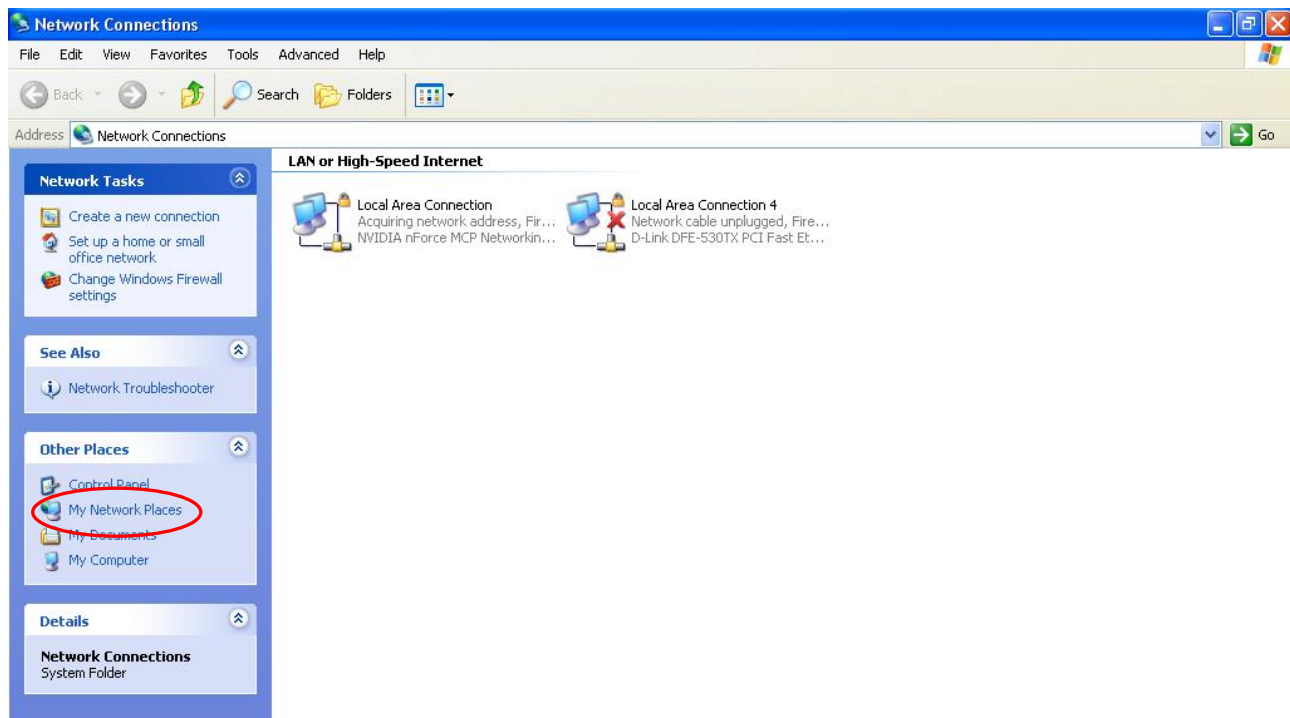 Network Connections
File Edit View Favorites Tools Advanced Help
Back Search Folders
Address Network Connections Go
Network Tasks
Create a new connection
Set up a home or small
office network
Change Windows Firewall
settings
See Also
Network Troubleshooter
Other Places
Control Panel
My Network Places
My Documents
My Computer
Details
Network Connections
System Folder
LAN or High-Speed Internet
Local Area Connection
Acquiring network address, Fir...
NVIDIA nForce MCP Networkin...
Local Area Connection 4
Network cable unplugged, Fire...
D-Link DFE-530TX PCI Fast Et...